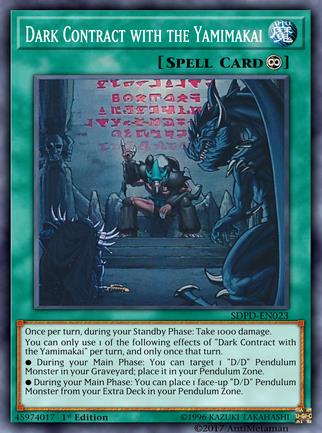 Dark Contract with the Yamimakai
[Spell Card]
SDPD-EN023
Once per turn, during your Standby Phase: Take 1000 damage.
You can only use 1 of the following effects of "Dark Contract with
the Yamimakai" per turn, and only once that turn.
● During your Main Phase: You can target 1 "D/D" Pendulum
Monster in your Graveyard; place it in your Pendulum Zone.
● During your Main Phase: You can place 1 face-up "D/D" Pendulum
Monster from your Extra Deck in your Pendulum Zone.
45974017 1st Edition ©1996 KAZUKI TAKAHASHI
©2017 AntiMetaman